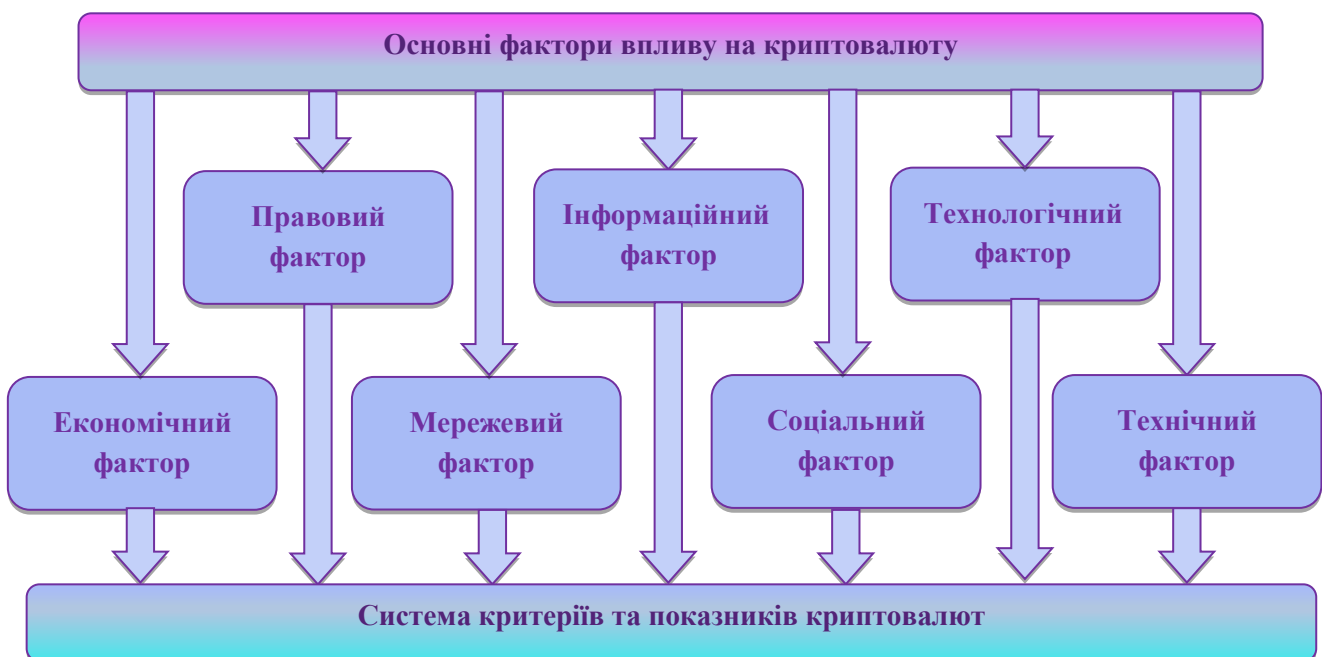 Основні фактори впливу на криптовалюту
Правовий
фактор
Інформаційний
фактор
Технологічний
фактор
Економічний
фактор
Мережевий
фактор
Соціальний
фактор
Технічний
фактор
Система критеріїв та показників криптовалют